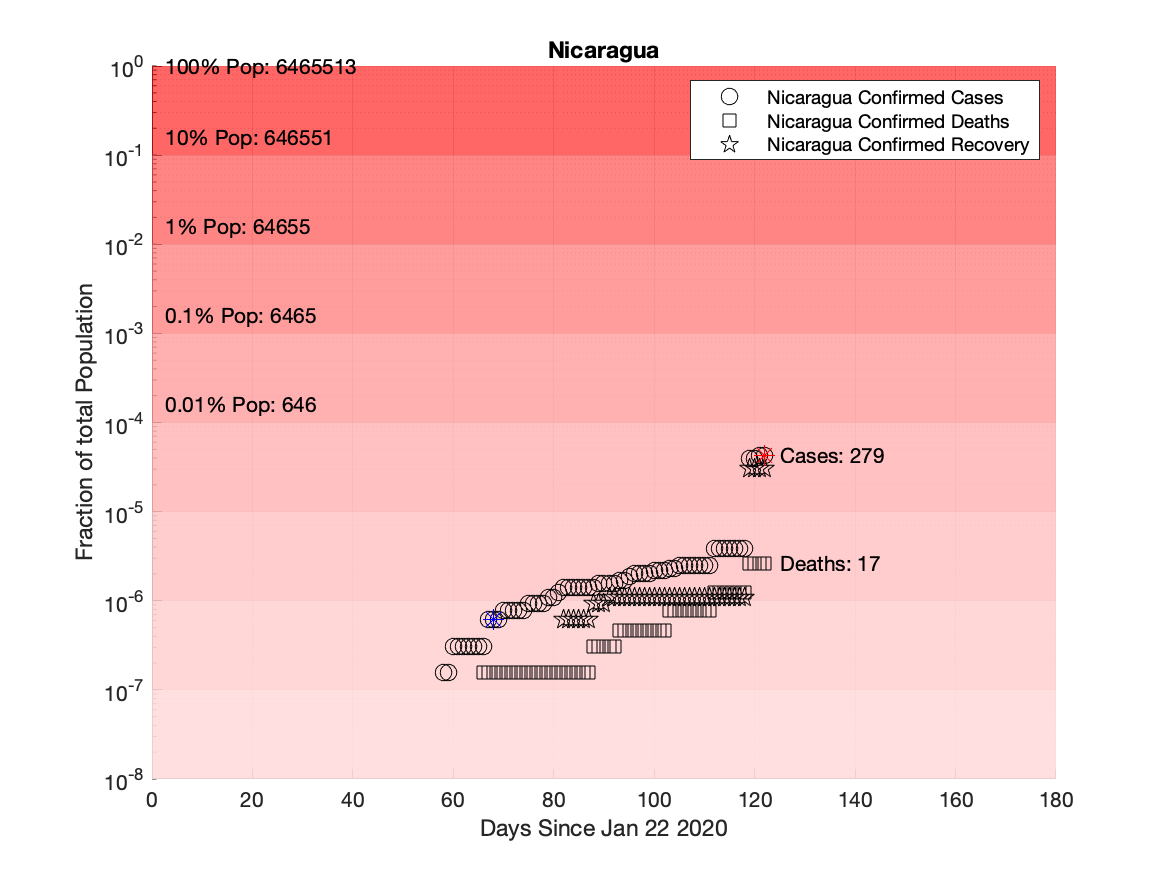 Nicaragua
10⁰
100% Pop: 6465513
Nicaragua Confirmed Cases
Nicaragua Confirmed Deaths
Nicaragua Confirmed Recovery
10% Pop: 646551
10⁻¹
1% Pop: 64655
10⁻²
0.1% Pop: 6465
10⁻³
0.01% Pop: 646
10⁻⁴
Cases: 279
10⁻⁵
Deaths: 17
10⁻⁶
10⁻⁷
10⁻⁸
Fraction of total Population
0 20 40 60 80 100 120 140 160 180
Days Since Jan 22 2020